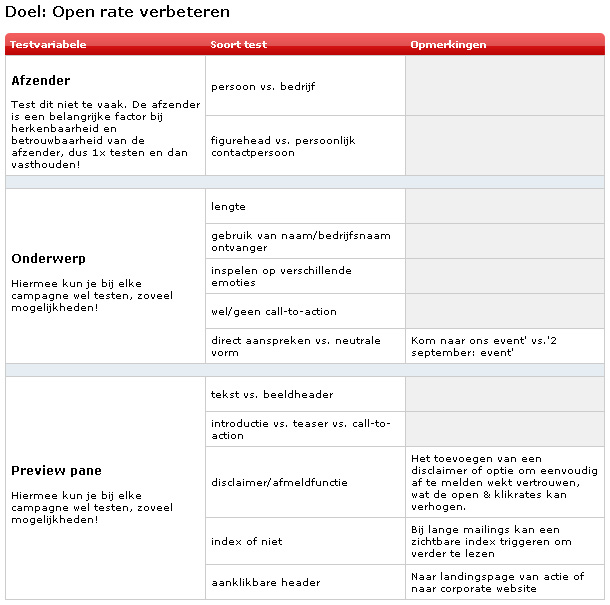 Doel: Open rate verbeteren
Testvariabele
Soort test
Opmerkingen
Afzender
Test dit niet te vaak. De afzender
is een belangrijke factor bij
herkenbaarheid en
betrouwbaarheid van de
afzender, dus 1x testen en dan
vasthouden!
persoon vs. bedrijf
figurehead vs. persoonlijk
contactpersoon
Onderwerp
Hiermee kun je bij elke
campagne wel testen, zoveel
mogelijkheden!
lengte
gebruik van naam/bedrijfsnaam
ontvanger
inspelen op verschillende
emoties
wel/geen call-to-action
direct aanspreken vs. neutrale
vorm
Kom naar ons event' vs.'2
september: event'
Preview pane
Hiermee kun je bij elke
campagne wel testen, zoveel
mogelijkheden!
tekst vs. beeldheader
introductie vs. teaser vs. call-to-
action
disclaimer/afmeldfunctie
Het toevoegen van een
disclaimer of optie om eenvoudig
af te melden wekt vertrouwen,
wat de open & klikrates kan
verhogen.
index of niet
Bij lange mailings kan een
zichtbare index triggeren om
verder te lezen
aanklikbare header
Naar landingspage van actie of
naar corporate website